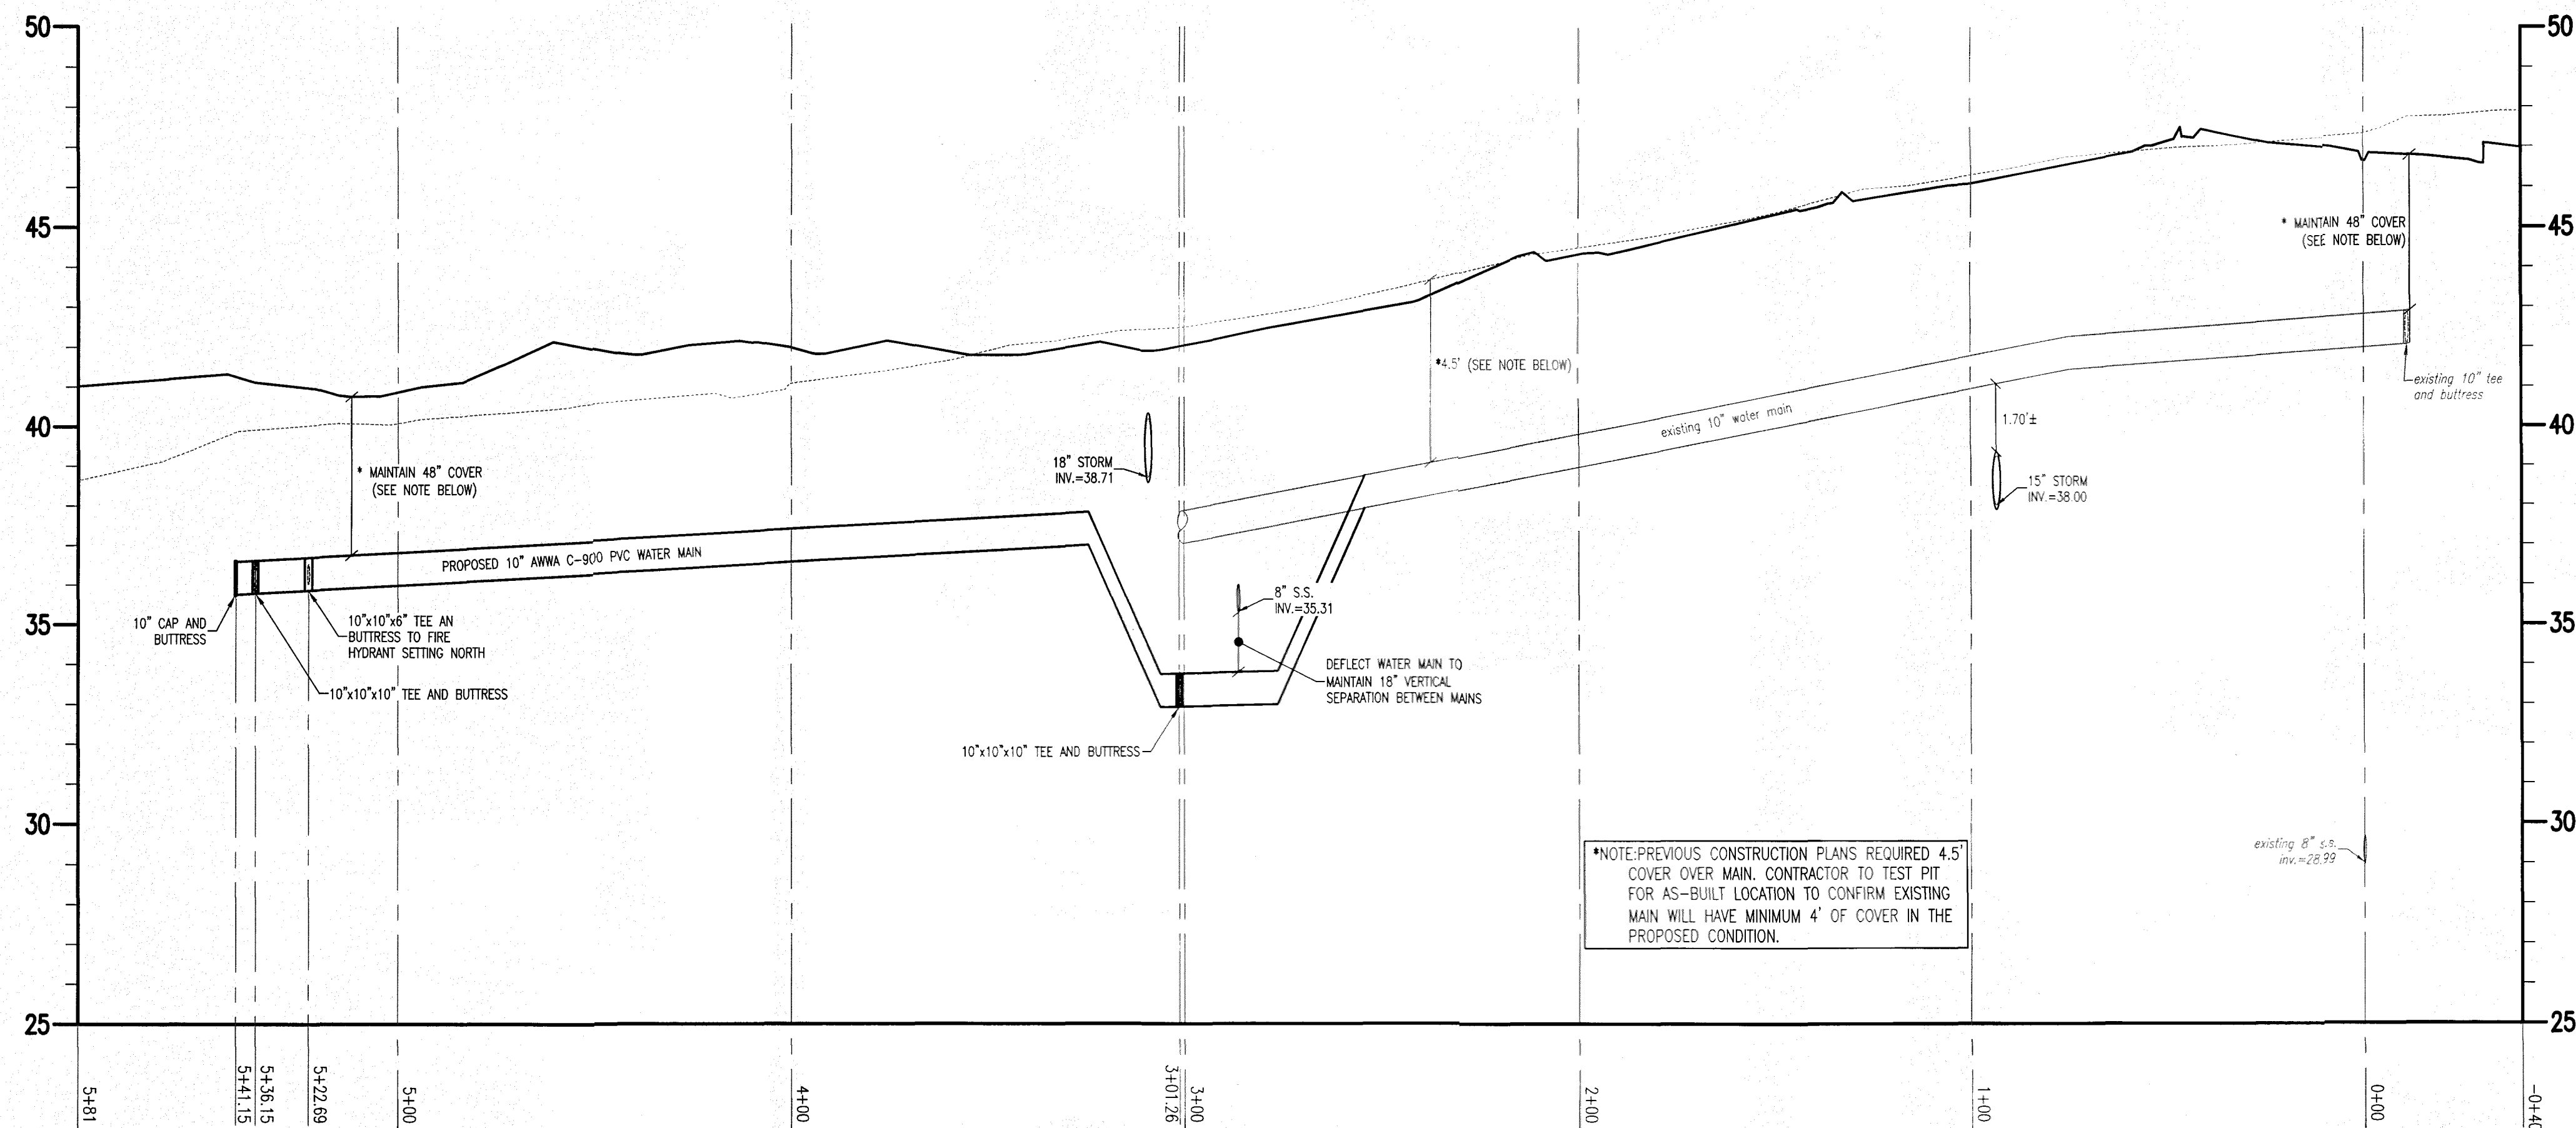 50
45
40
35
30
25
50
45
40
35
30
25
* MAINTAIN 48" COVER
(SEE NOTE BELOW)
PROPOSED 10" AWWA C-900 PVC WATER MAIN
10" CAP AND
BUTTRESS
10"x10"x6" TEE AN
BUTTRESS TO FIRE
HYDRANT SETTING NORTH
10"x10"x10" TEE AND BUTTRESS
18" STORM
INV.=38.71
8" S.S.
INV.=35.31
DEFLECT WATER MAIN TO
MAINTAIN 18" VERTICAL
SEPARATION BETWEEN MAINS
10"x10"x10" TEE AND BUTTRESS
*4.5' (SEE NOTE BELOW)
existing 10" water main
1.70'±
15" STORM
INV.=38.00
* MAINTAIN 48" COVER
(SEE NOTE BELOW)
existing 10" tee
and buttress
existing 8" s.s.
inv.=28.99
*NOTE:PREVIOUS CONSTRUCTION PLANS REQUIRED 4.5'
COVER OVER MAIN. CONTRACTOR TO TEST PIT
FOR AS-BUILT LOCATION TO CONFIRM EXISTING
MAIN WILL HAVE MINIMUM 4' OF COVER IN THE
PROPOSED CONDITION.
5+81
5+41.15
5+36.15
5+22.69
5+00
4+00
3+01.26
3+00
2+00
1+00
0+00
-0+40